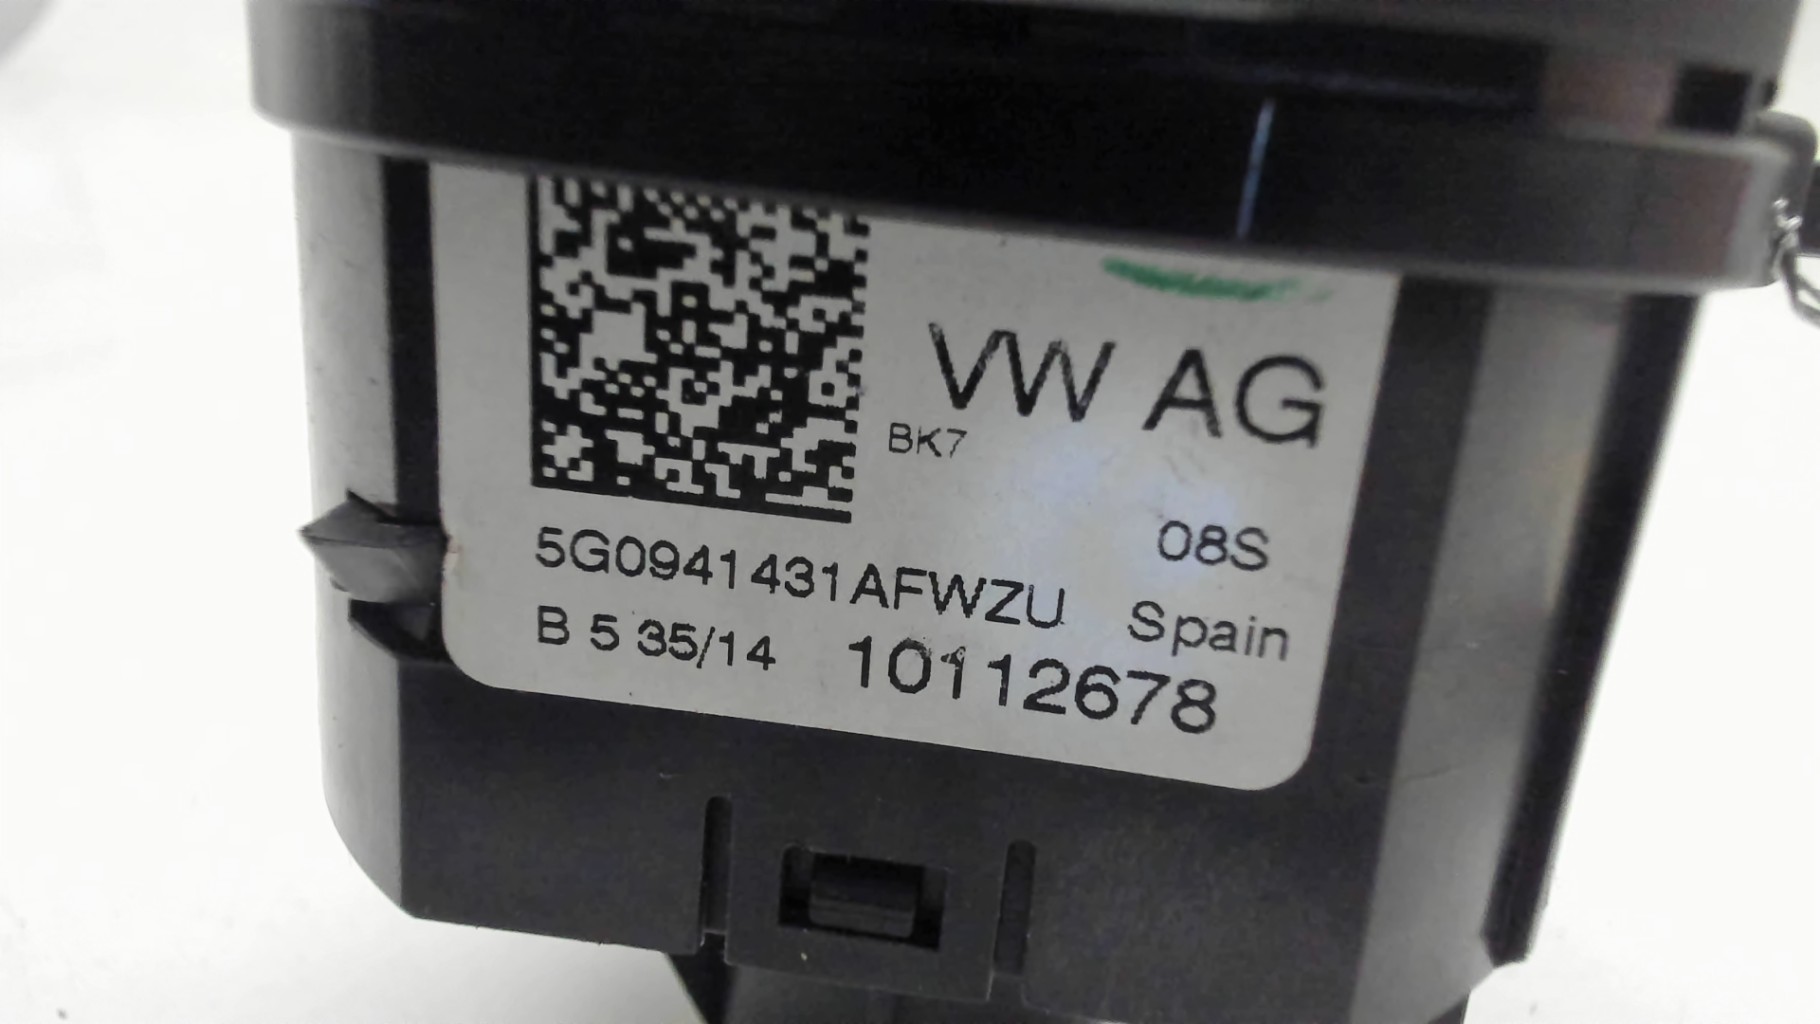 VW AG
BK7
08S
5G0941431AFWZU Spain
B 5 35/14 10112678